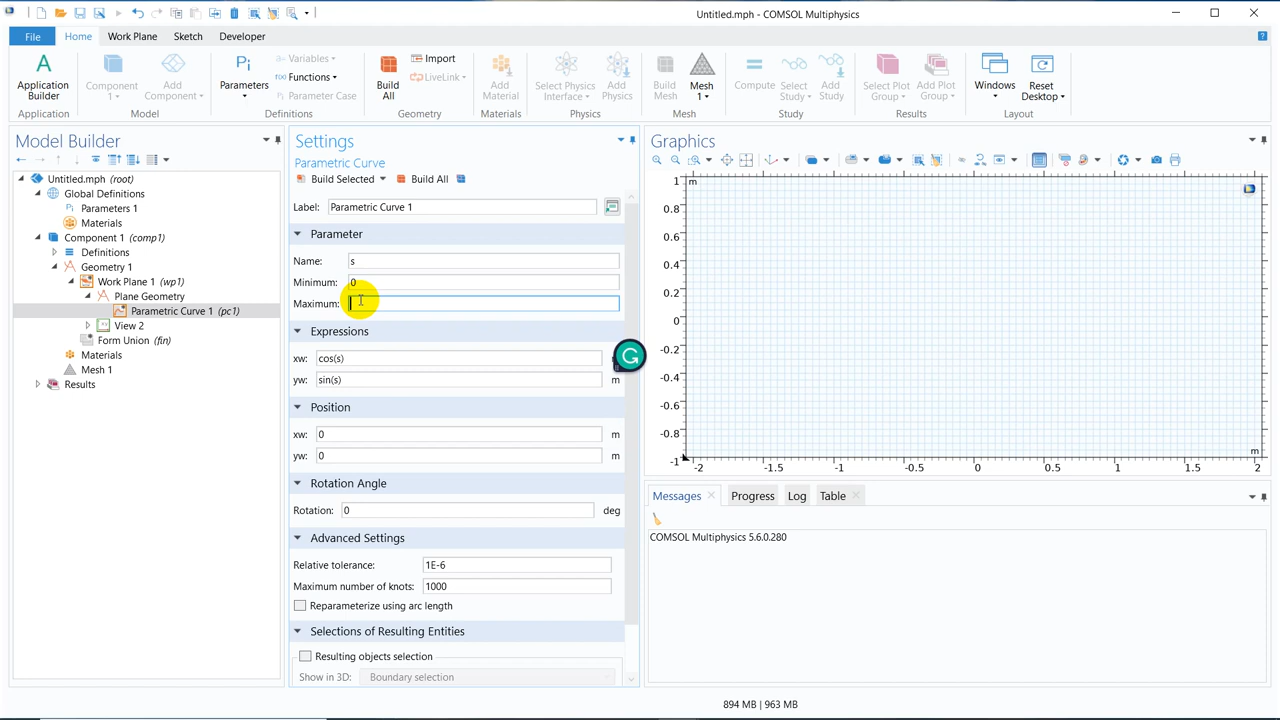 Untitled.mph - COMSOL Multiphysics
File Home Work Plane Sketch Developer
Application Builder
Application
Component 1
Add Component
Model
Parameters
Variables
Functions
Parameter Case
Definitions
Build All
Import
LiveLink
Geometry
Add Material
Materials
Select Physics Interface
Add Physics
Physics
Build Mesh
Mesh 1
Mesh
Compute
Select Study
Add Study
Study
Select Plot Group
Add Plot Group
Results
Windows
Reset Desktop
Layout
Model Builder
Untitled.mph (root)
Global Definitions
Parameters 1
Materials
Component 1 (comp1)
Definitions
Geometry 1
Work Plane 1 (wp1)
Plane Geometry
Parametric Curve 1 (pc1)
View 2
Form Union (fin)
Materials
Mesh 1
Results
Settings
Parametric Curve
Build Selected Build All
Label: Parametric Curve 1
Parameter
Name: s
Minimum: 0
Maximum:
Expressions
xw: cos(s)
yw: sin(s) m
Position
xw: 0 m
yw: 0 m
Rotation Angle
Rotation: 0 deg
Advanced Settings
Relative tolerance: 1E-6
Maximum number of knots: 1000
Reparameterize using arc length
Selections of Resulting Entities
Resulting objects selection
Show in 3D: Boundary selection
Graphics
1 m
0.8
0.6
0.4
0.2
0
-0.2
-0.4
-0.6
-0.8
-1 m
-2 -1.5 -1 -0.5 0 0.5 1 1.5 2
Messages Progress Log Table
COMSOL Multiphysics 5.6.0.280
894 MB | 963 MB